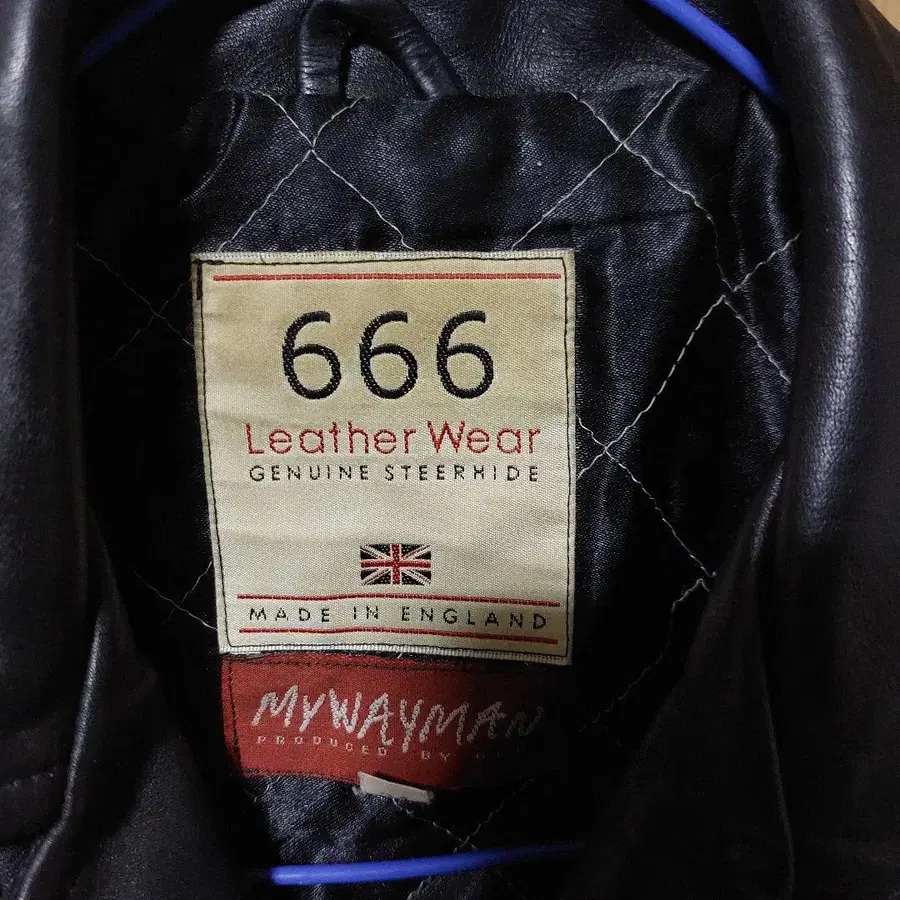 666
Leather Wear
GENUINE STEERHIDE
MADE IN ENGLAND
MYWAYMAN
PRODUCED BY